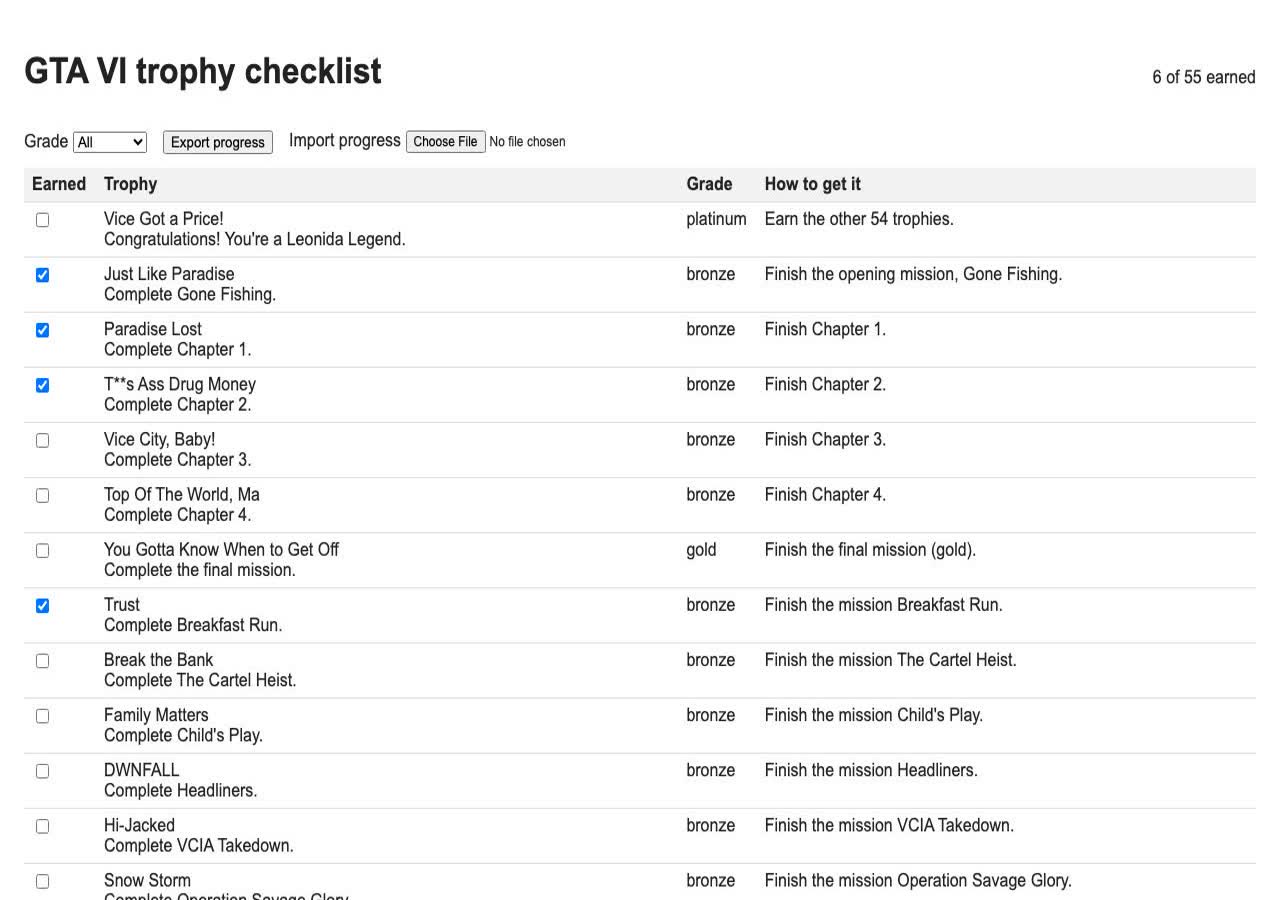 GTA VI trophy checklist
6 of 55 earned
Grade All Export progress Import progress Choose File No file chosen
Earned Trophy Grade How to get it
Vice Got a Price! platinum Earn the other 54 trophies.
Congratulations! You're a Leonida Legend.
Just Like Paradise bronze Finish the opening mission, Gone Fishing.
Complete Gone Fishing.
Paradise Lost bronze Finish Chapter 1.
Complete Chapter 1.
T**s Ass Drug Money bronze Finish Chapter 2.
Complete Chapter 2.
Vice City, Baby! bronze Finish Chapter 3.
Complete Chapter 3.
Top Of The World, Ma bronze Finish Chapter 4.
Complete Chapter 4.
You Gotta Know When to Get Off gold Finish the final mission (gold).
Complete the final mission.
Trust bronze Finish the mission Breakfast Run.
Complete Breakfast Run.
Break the Bank bronze Finish the mission The Cartel Heist.
Complete The Cartel Heist.
Family Matters bronze Finish the mission Child's Play.
Complete Child's Play.
DWNFALL bronze Finish the mission Headliners.
Complete Headliners.
Hi-Jacked bronze Finish the mission VCIA Takedown.
Complete VCIA Takedown.
Snow Storm bronze Finish the mission Operation Savage Glory.
Complete Operation Savage Glory.